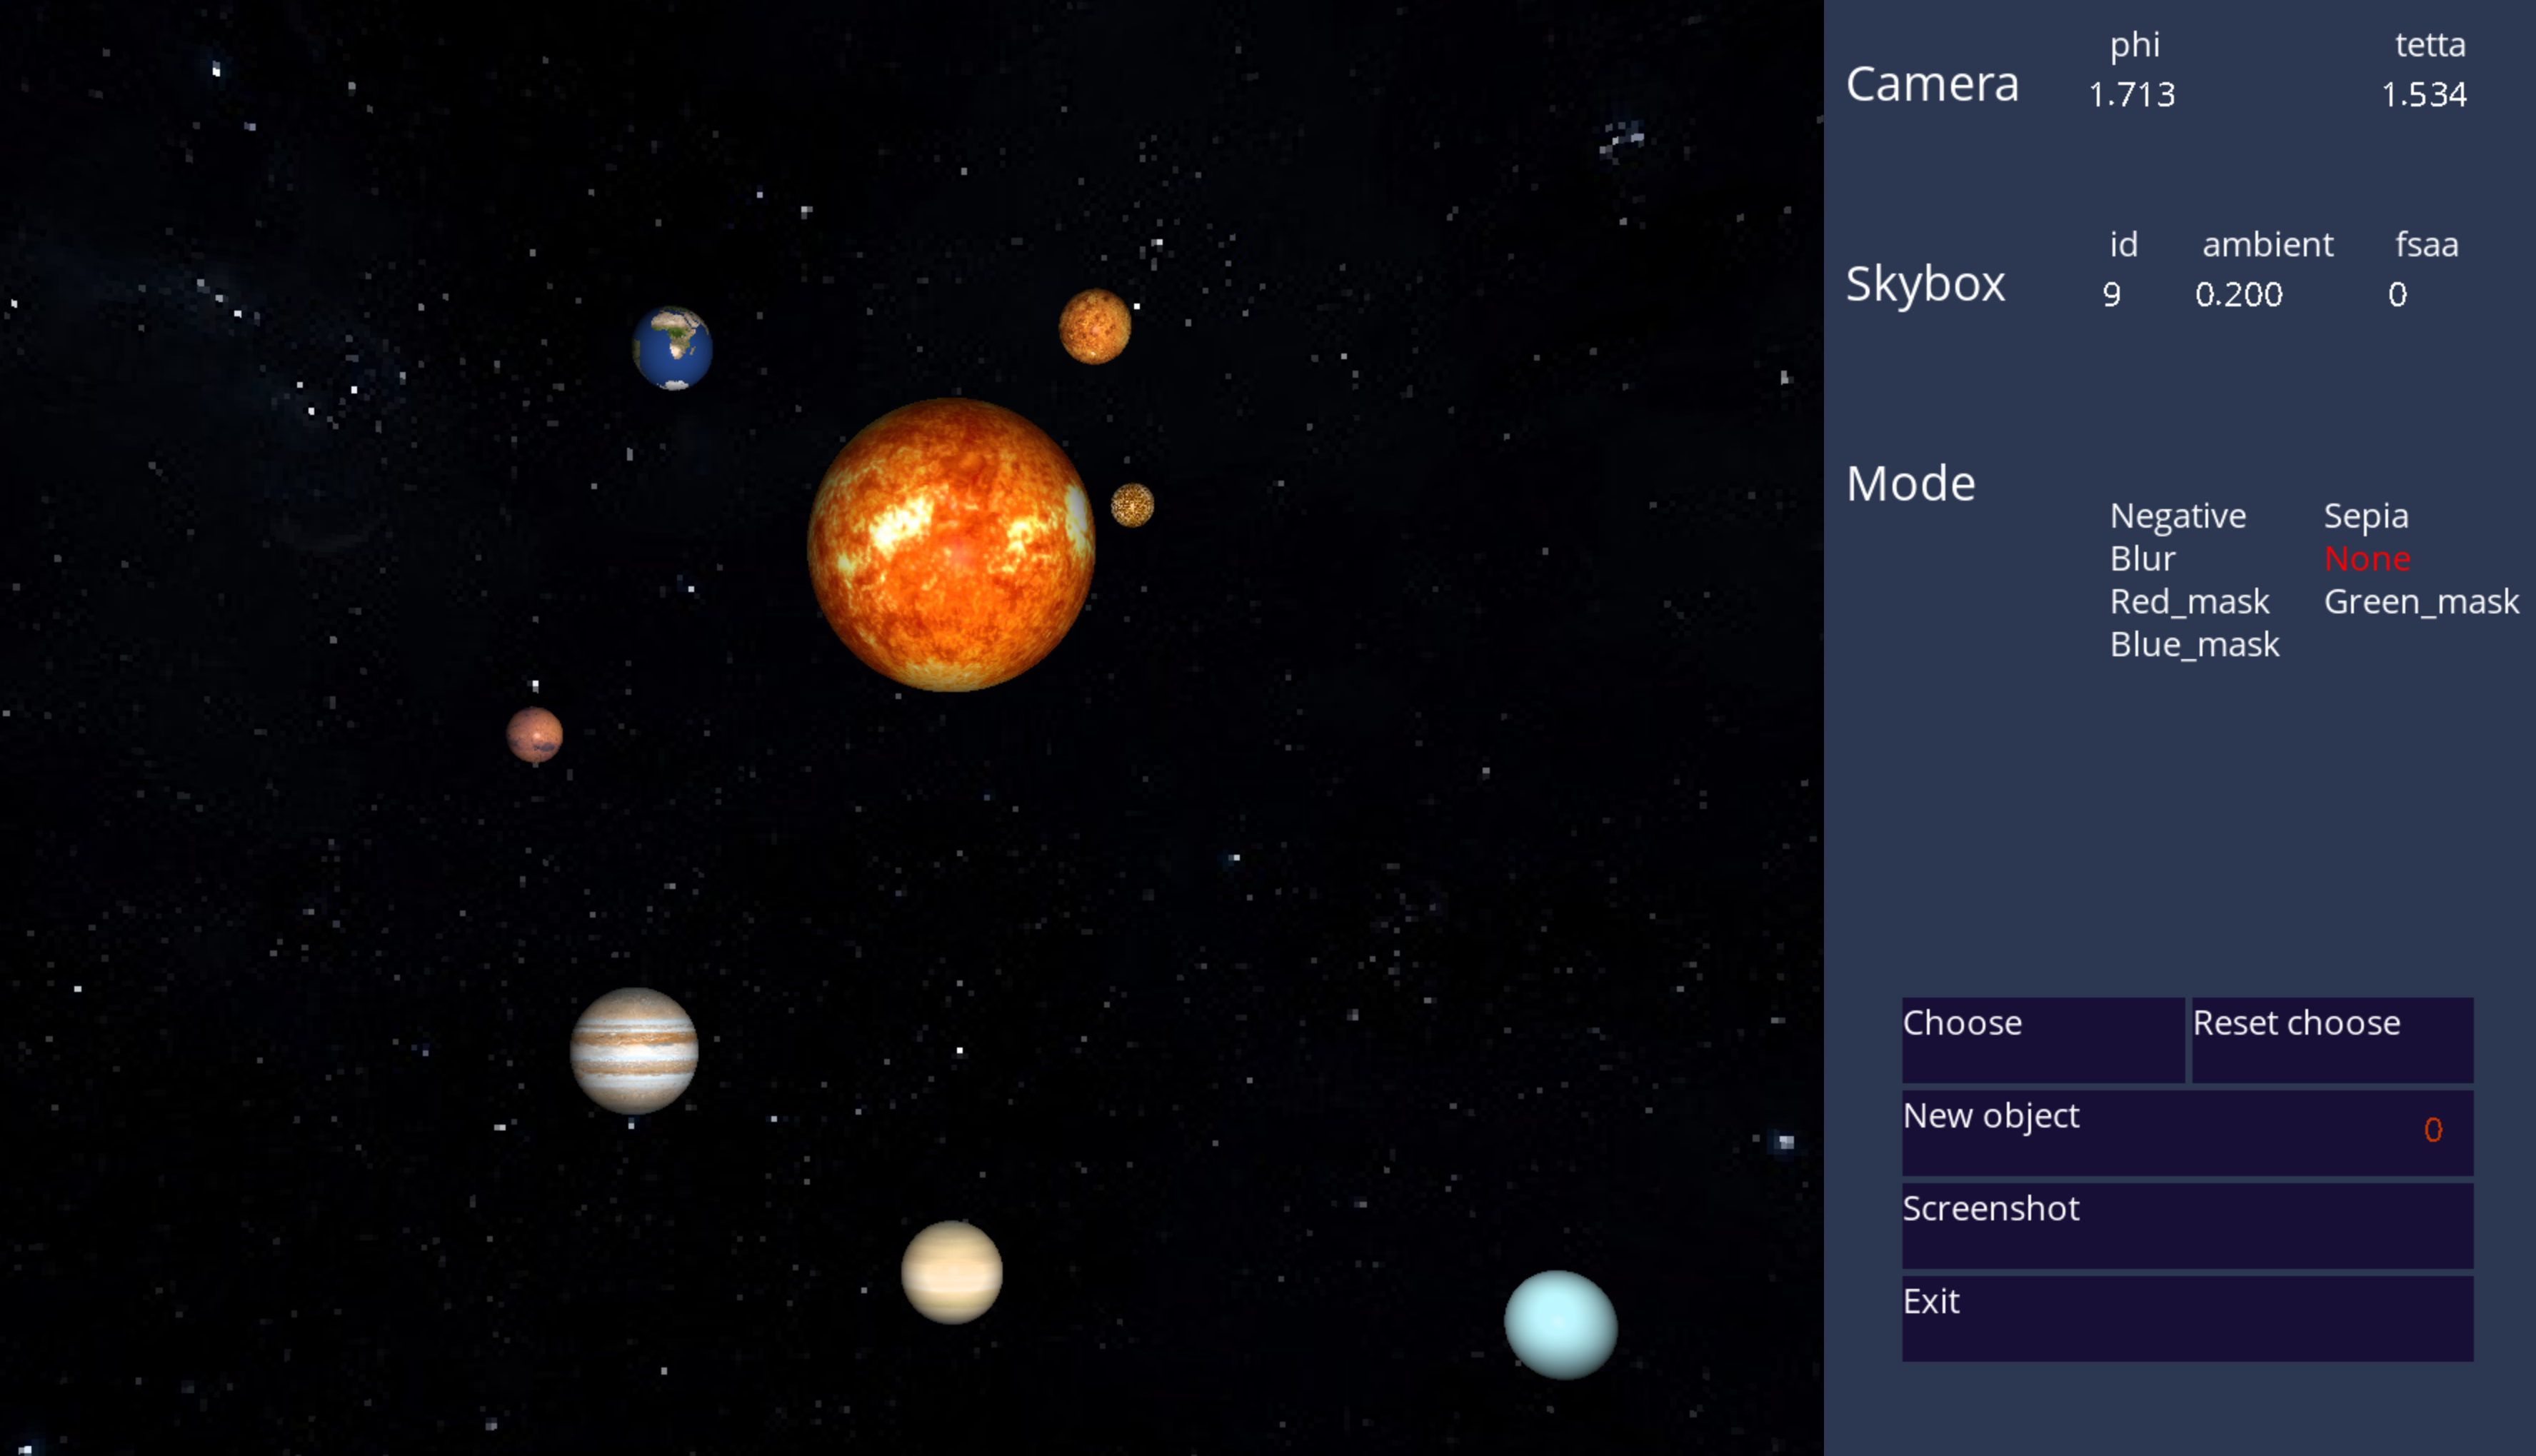 phi tetta
Camera 1.713 1.534
id ambient fsaa
Skybox 9 0.200 0
Mode
Negative Sepia
Blur None
Red_mask Green_mask
Blue_mask
Choose Reset choose
New object 0
Screenshot
Exit